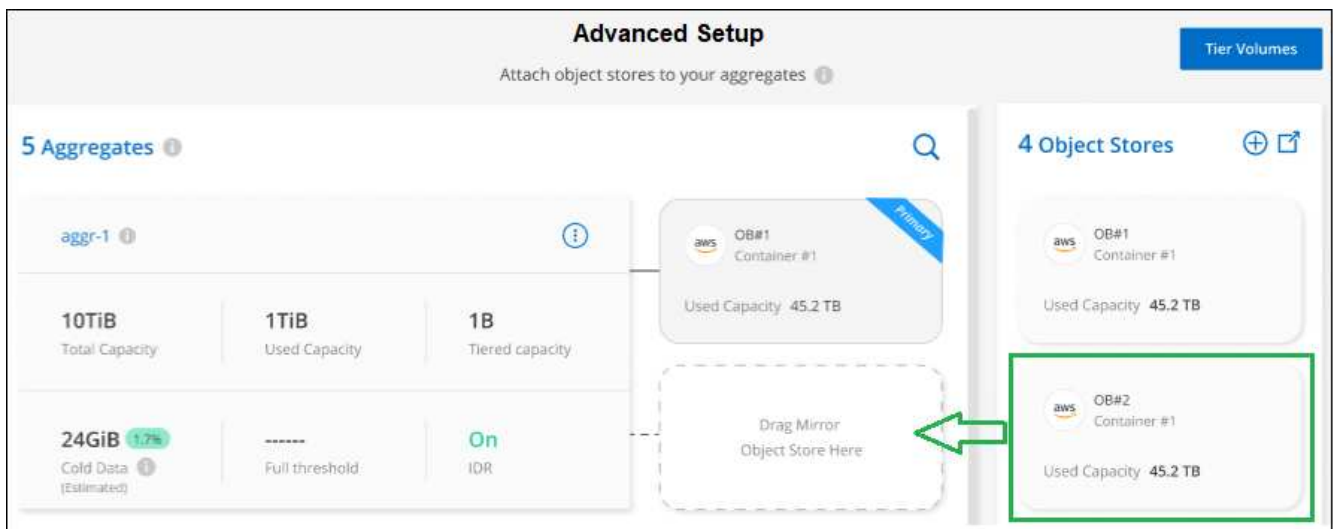 Advanced Setup
Tier Volumes
Attach object stores to your aggregates i
5 Aggregates i
aggr-1 i
10TiB
Total Capacity
1TiB
Used Capacity
1B
Tiered capacity
24GiB 1.7%
Cold Data i
(Estimated)
------
Full threshold
On
IDR
Primary
aws
OB#1
Container #1
Used Capacity 45.2 TB
Drag Mirror
Object Store Here
4 Object Stores
aws
OB#1
Container #1
Used Capacity 45.2 TB
aws
OB#2
Container #1
Used Capacity 45.2 TB